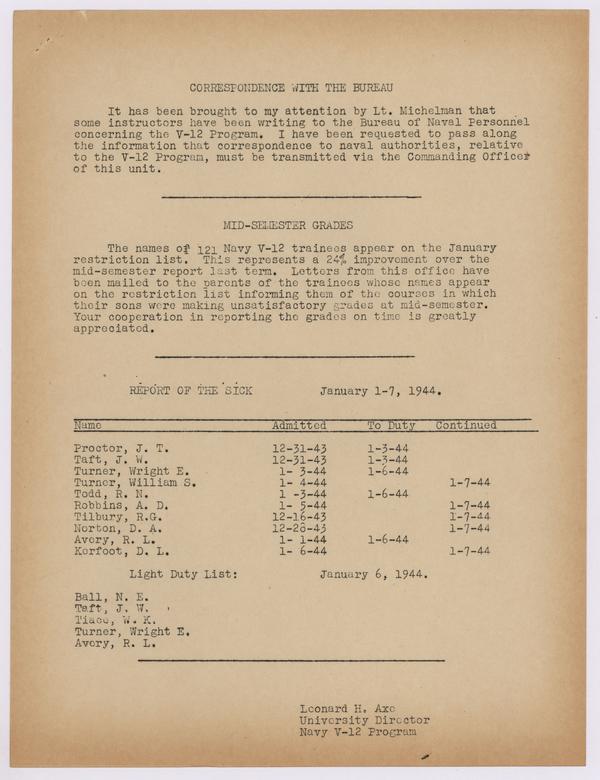 CORRESPONDENCE WITH THE BUREAU
It has been brought to my attention by Lt. Michelman that
some instructors have been writing to the Bureau of Naval Personnel
concerning the V-12 Program. I have been requested to pass along
the information that correspondence to naval authorities, relative
to the V-12 Program, must be transmitted via the Commanding Officer
of this unit.
MID-SEMESTER GRADES
The names of 121 Navy V-12 trainees appear on the January
restriction list. This represents a 24% improvement over the
mid-semester report last term. Letters from this office have
been mailed to the parents of the trainees whose names appear
on the restriction list informing them of the courses in which
their sons were making unsatisfactory grades at mid-semester.
Your cooperation in reporting the grades on time is greatly
appreciated.
REPORT OF THE SICK January 1-7, 1944.
Name Admitted To Duty Continued
Proctor, J. T. 12-31-43 1-3-44
Taft, J. W. 12-31-43 1-3-44
Turner, Wright E. 1- 3-44 1-6-44
Turner, William S. 1- 4-44 1-7-44
Todd, R. N. 1 -3-44 1-6-44
Robbins, A. D. 1- 5-44 1-7-44
Tilbury, R.G. 12-16-43 1-7-44
Norton, D. A. 12-28-43 1-7-44
Avery, R. L. 1- 1-44 1-6-44
Kerfoot, D. L. 1- 6-44 1-7-44
Light Duty List: January 6, 1944.
Ball, N. E.
Taft, J. W.
W. K.
Turner, Wright E.
Avery, R. L.
Leonard H. Axe
University Director
Navy V-12 Program